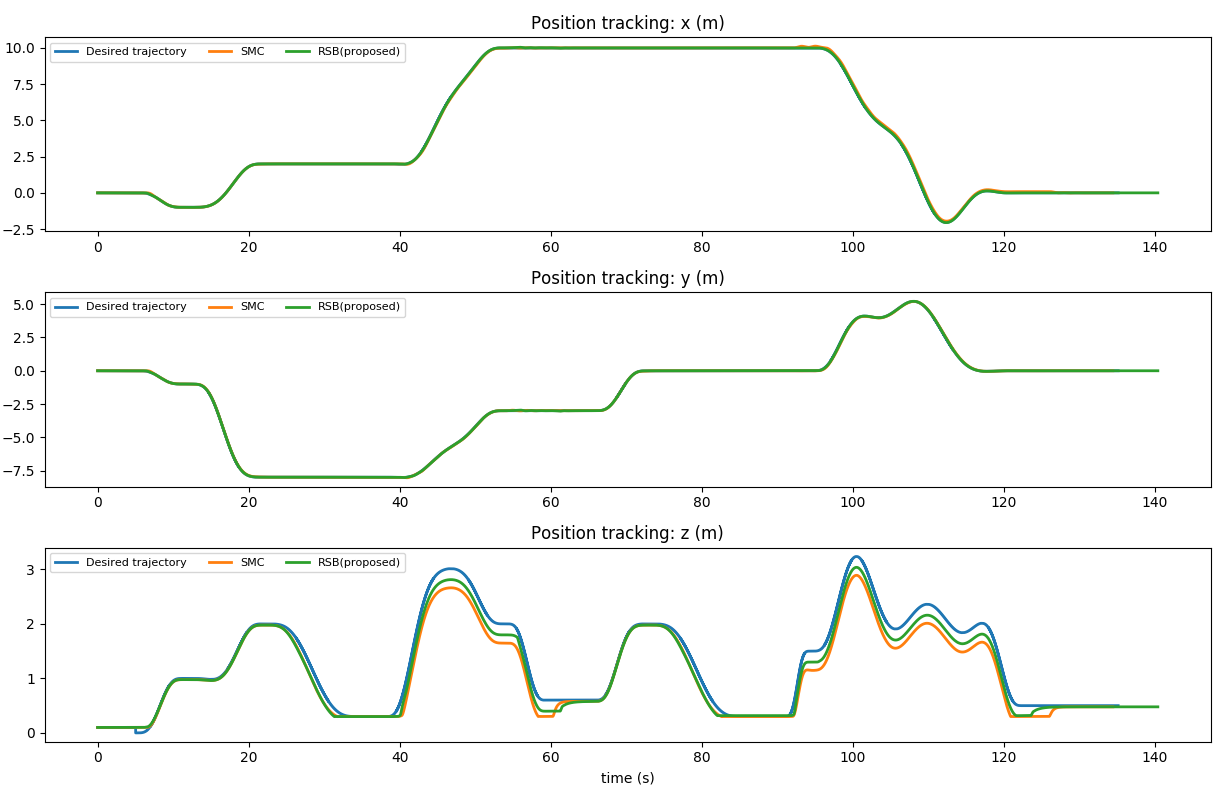 Position tracking: x (m)
Desired trajectory SMC RSB(proposed)
10.0
7.5
5.0
2.5
0.0
−2.5
0 20 40 60 80 100 120 140
Position tracking: y (m)
Desired trajectory SMC RSB(proposed)
5.0
2.5
0.0
−2.5
−5.0
−7.5
0 20 40 60 80 100 120 140
Position tracking: z (m)
Desired trajectory SMC RSB(proposed)
3
2
1
0
0 20 40 60 80 100 120 140
time (s)